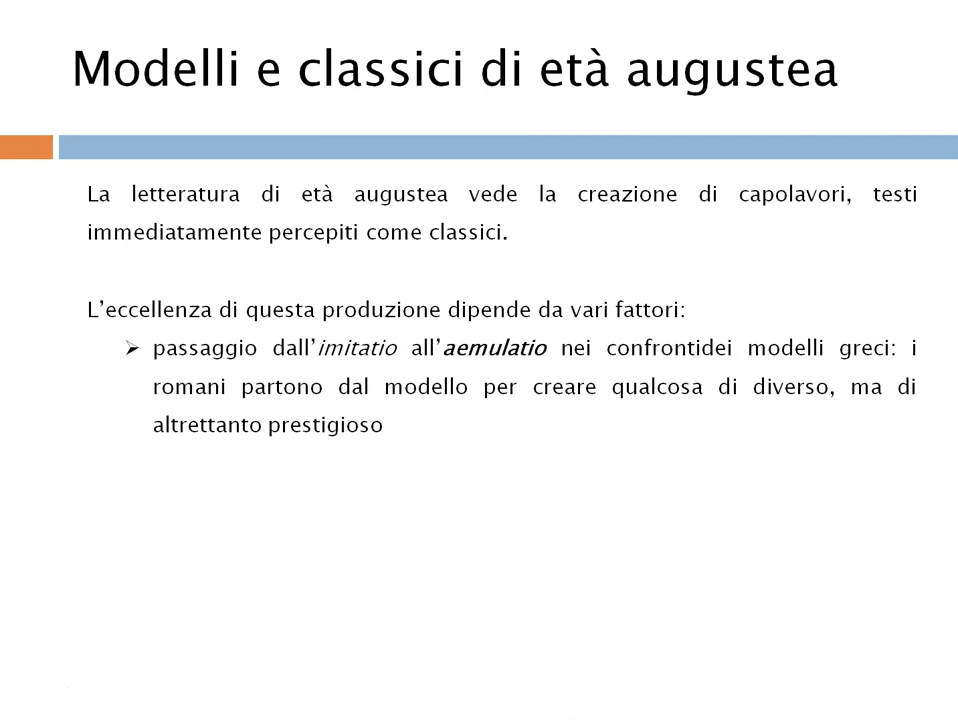 Modelli e classici di età augustea
La letteratura di età augustea vede la creazione di capolavori, testi
immediatamente percepiti come classici.
L’eccellenza di questa produzione dipende da vari fattori:
passaggio dall’imitatio all’aemulatio nei confrontidei modelli greci: i
romani partono dal modello per creare qualcosa di diverso, ma di
altrettanto prestigioso